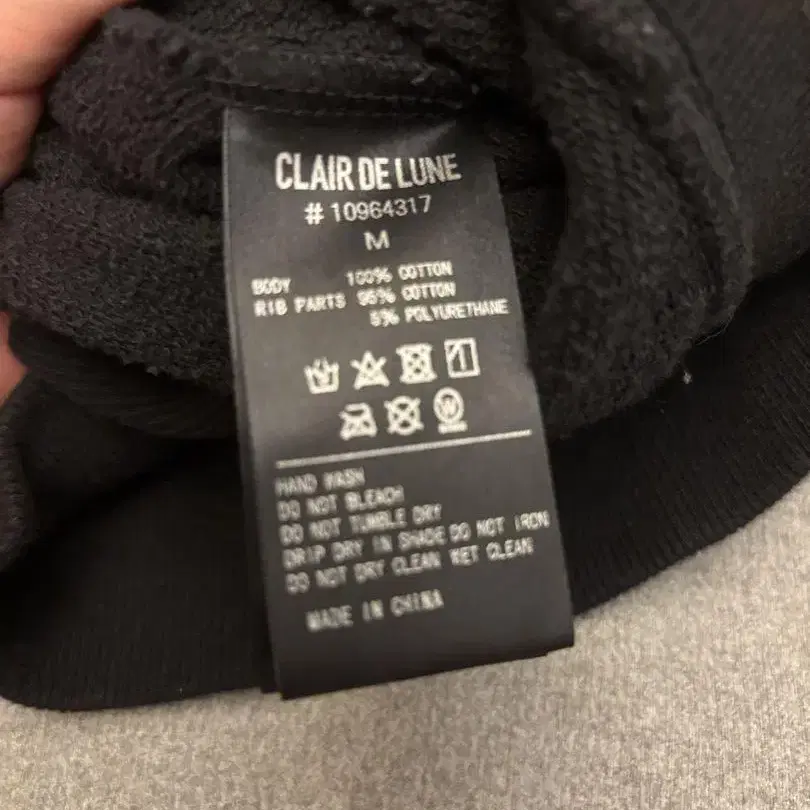 CLAIR DE LUNE
# 10964317
M
BODY 100% COTTON
RIB PARTS 95% COTTON
5% POLYURETHANE
W
HAND WASH
DO NOT BLEACH
DO NOT TUMBLE DRY
DRIP DRY IN SHADE DO NOT IRON
DO NOT DRY CLEAN WET CLEAN
MADE IN CHINA